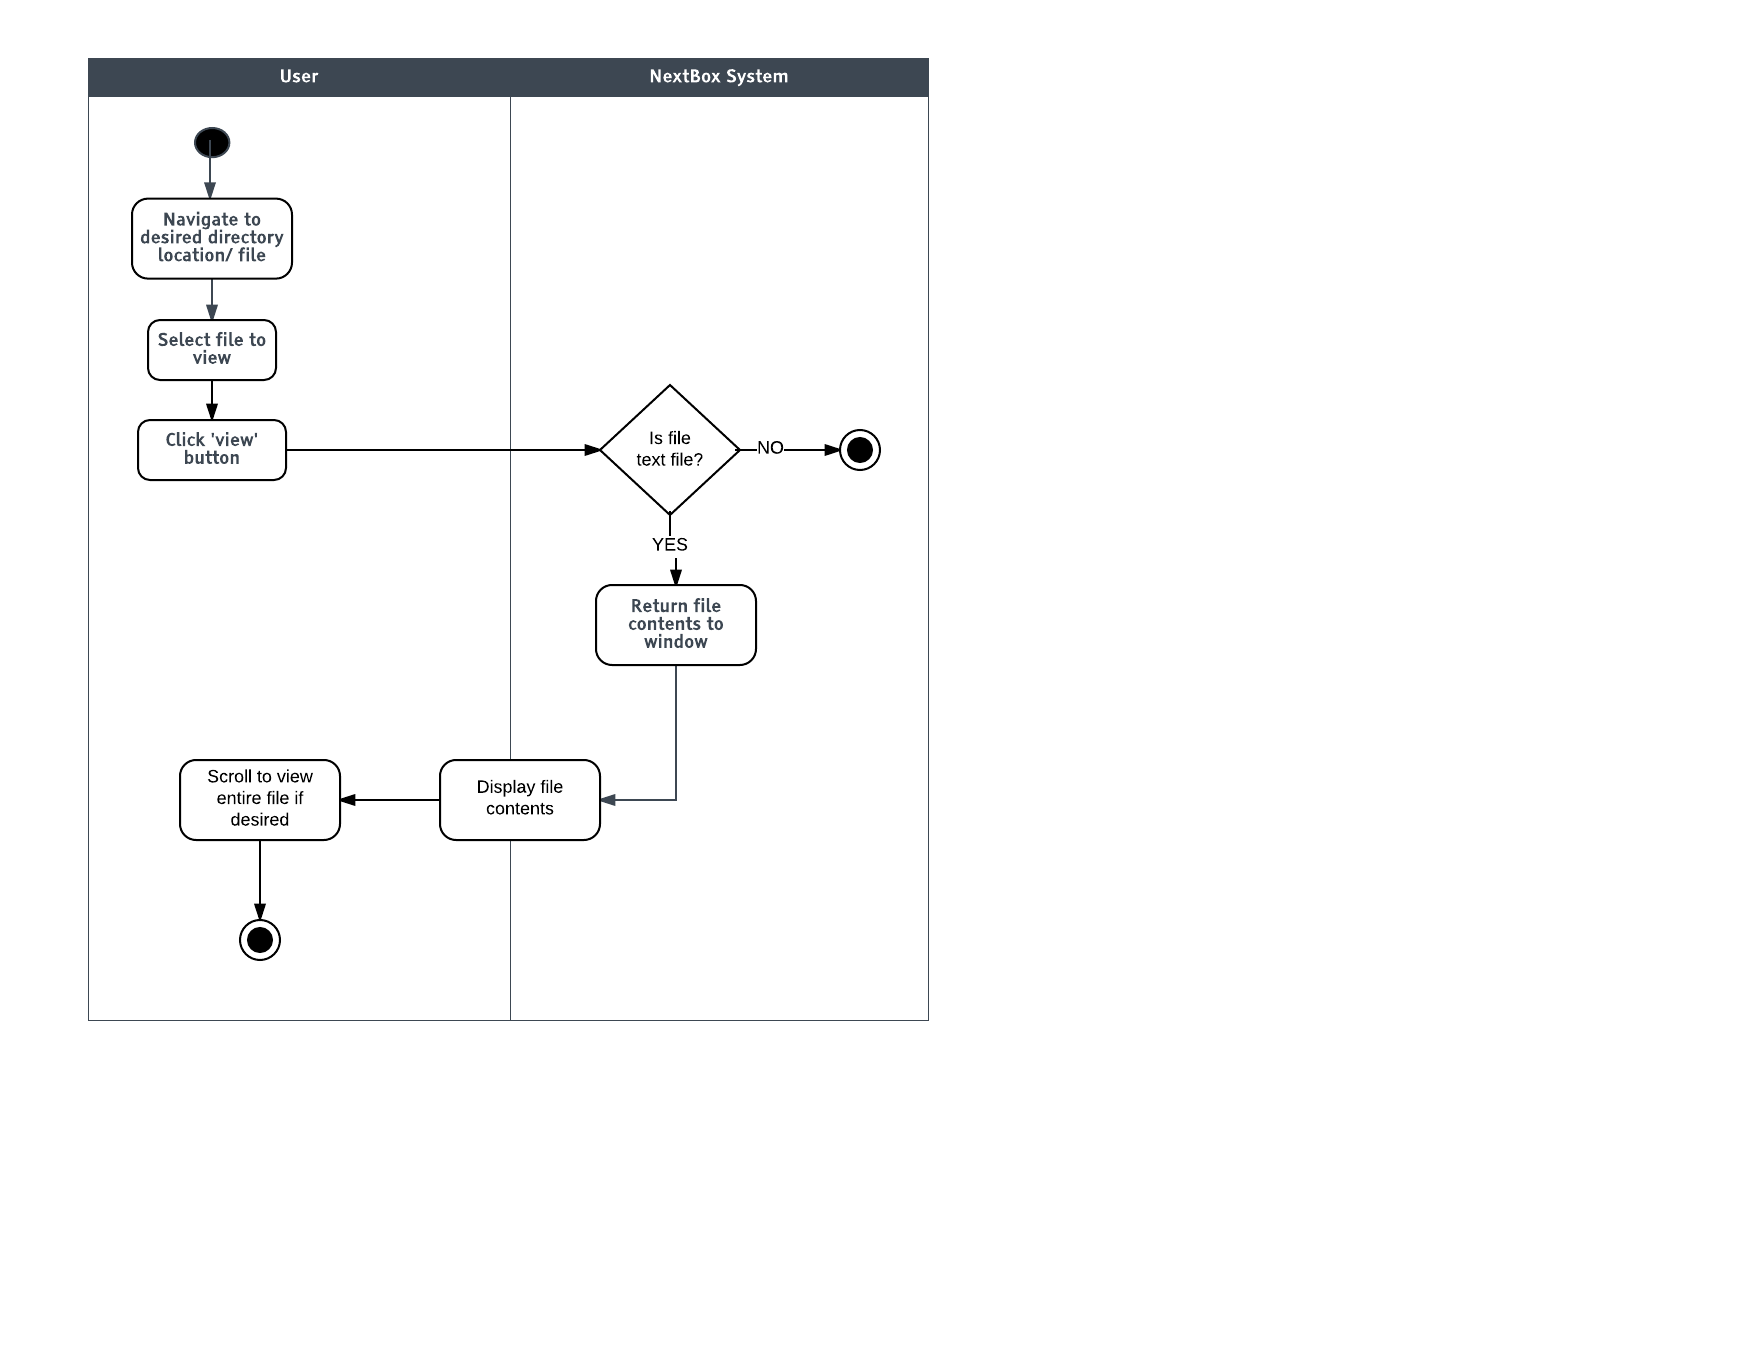 User
NextBox System
Navigate to
desired directory
location/ file
Select file to
view
Click 'view'
button
Is file
text file?
NO
YES
Return file
contents to
window
Display file
contents
Scroll to view
entire file if
desired